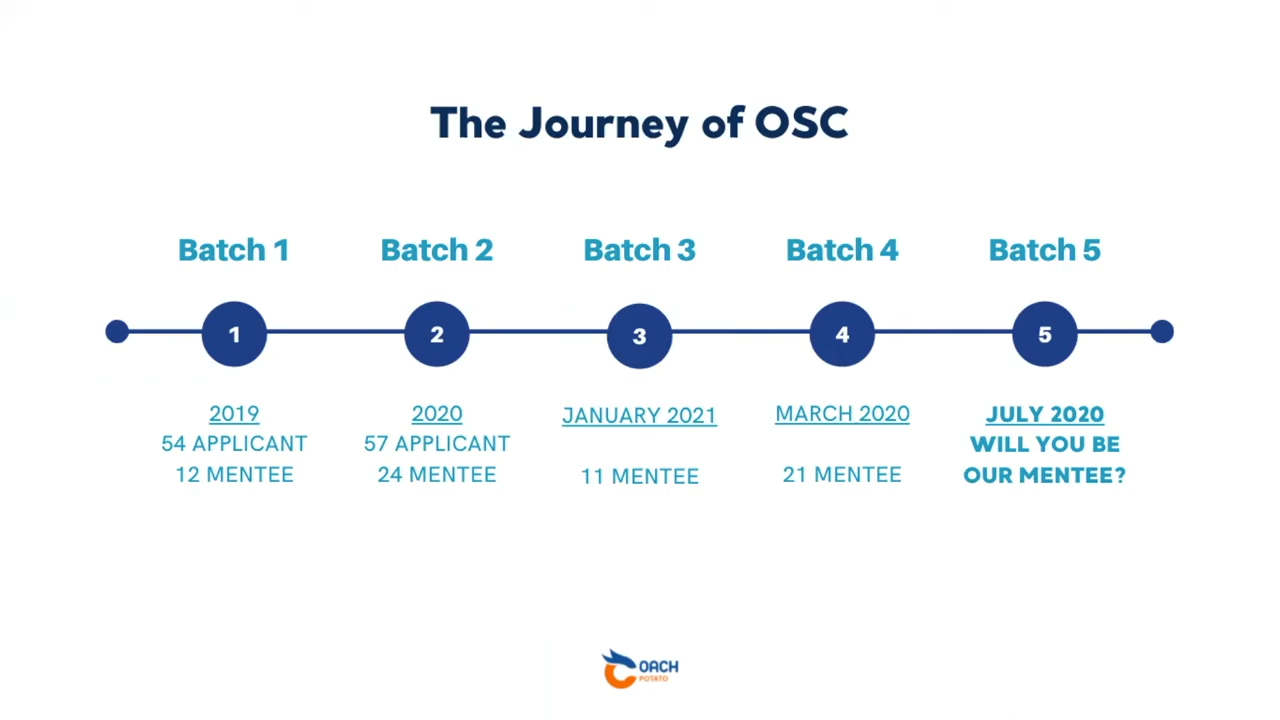 The Journey of OSC
Batch 1
Batch 2
Batch 3
Batch 4
Batch 5
1
2
3
4
5
2019
54 APPLICANT
12 MENTEE
2020
57 APPLICANT
24 MENTEE
JANUARY 2021
11 MENTEE
MARCH 2020
21 MENTEE
JULY 2020
WILL YOU BE
OUR MENTEE?
COACH
POTATO